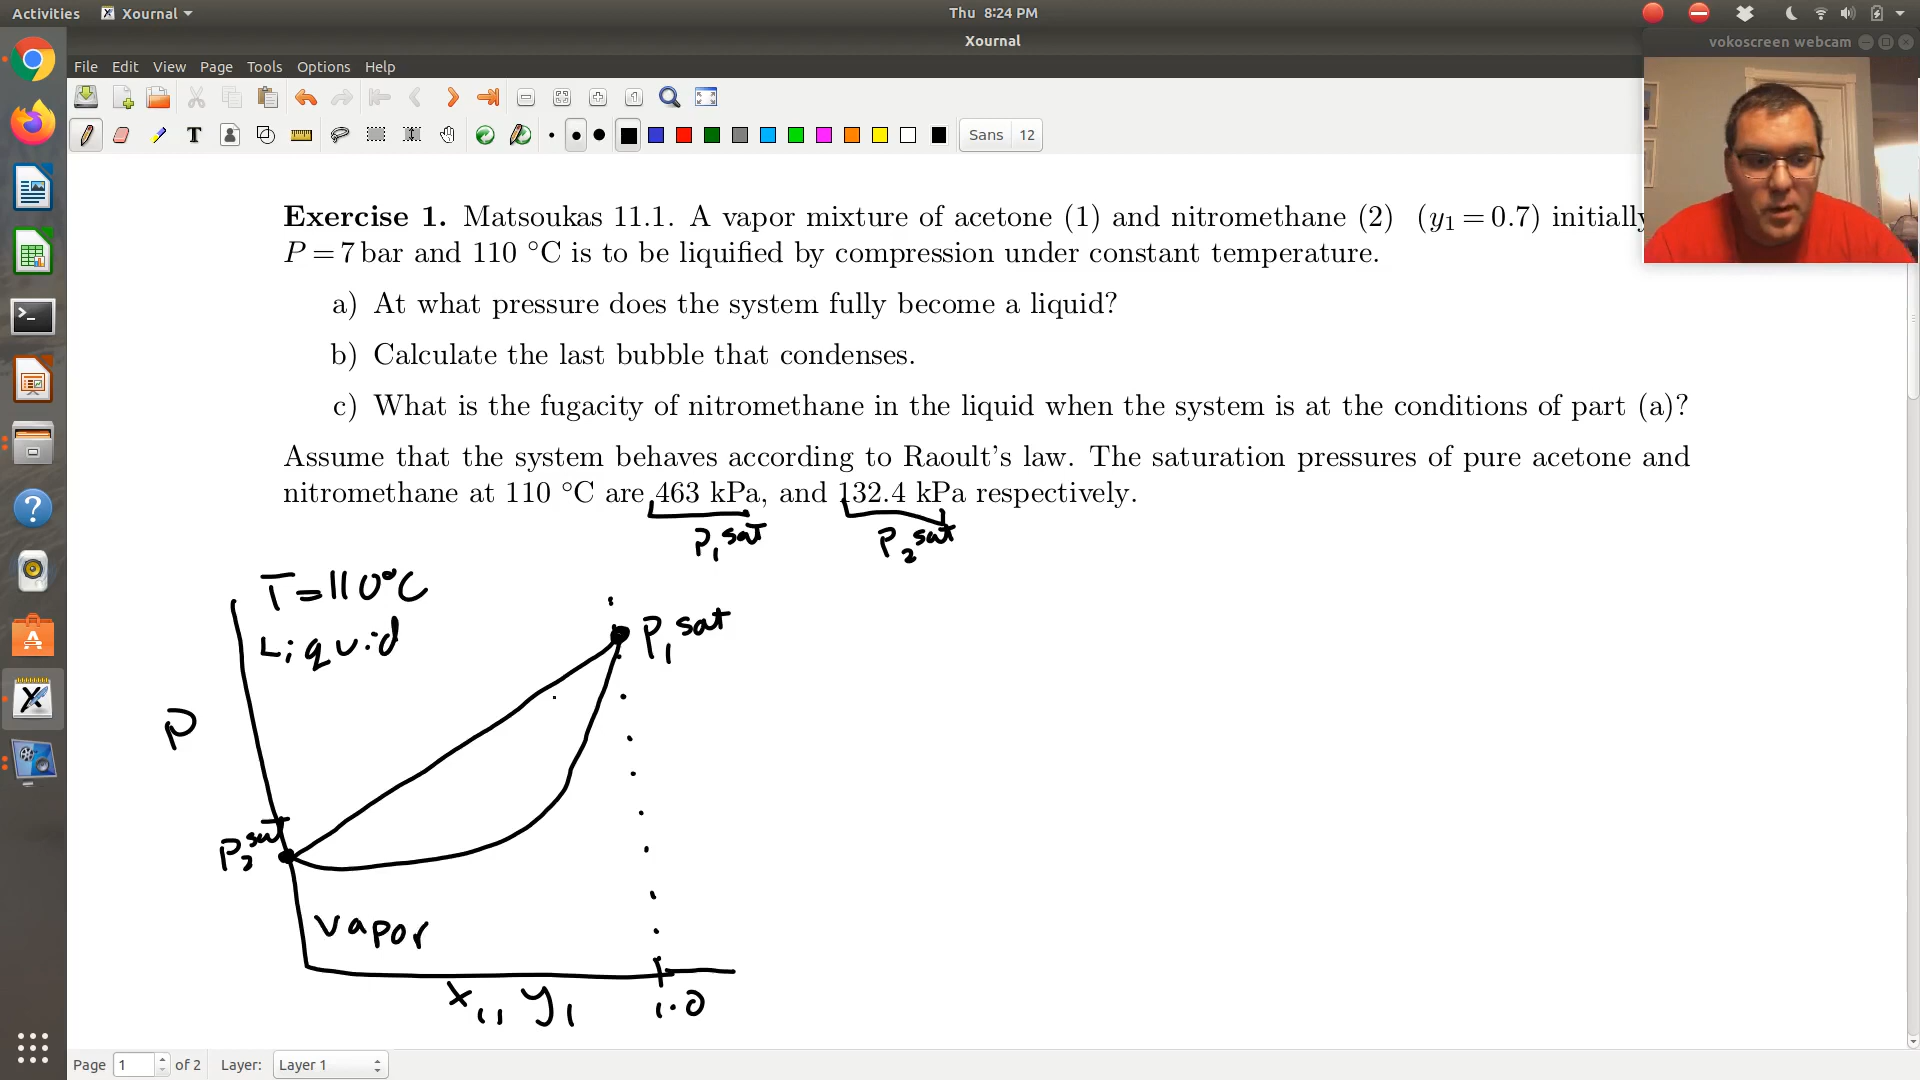 Activities Xournal Thu 8:24 PM
Xournal
vokoscreen webcam
File Edit View Page Tools Options Help
Sans 12
Exercise 1. Matsoukas 11.1. A vapor mixture of acetone (1) and nitromethane (2) (y₁ = 0.7) initially
P = 7 bar and 110 °C is to be liquified by compression under constant temperature.
a) At what pressure does the system fully become a liquid?
b) Calculate the last bubble that condenses.
c) What is the fugacity of nitromethane in the liquid when the system is at the conditions of part (a)?
Assume that the system behaves according to Raoult's law. The saturation pressures of pure acetone and
nitromethane at 110 °C are 463 kPa, and 132.4 kPa respectively.
P₁ˢᵃᵗ P₂ˢᵃᵗ
T=110°C
Liquid
P₁ˢᵃᵗ
P
P₂ˢᵃᵗ
vapor
x₁, y₁ 1.0
Page 1 of 2 Layer: Layer 1